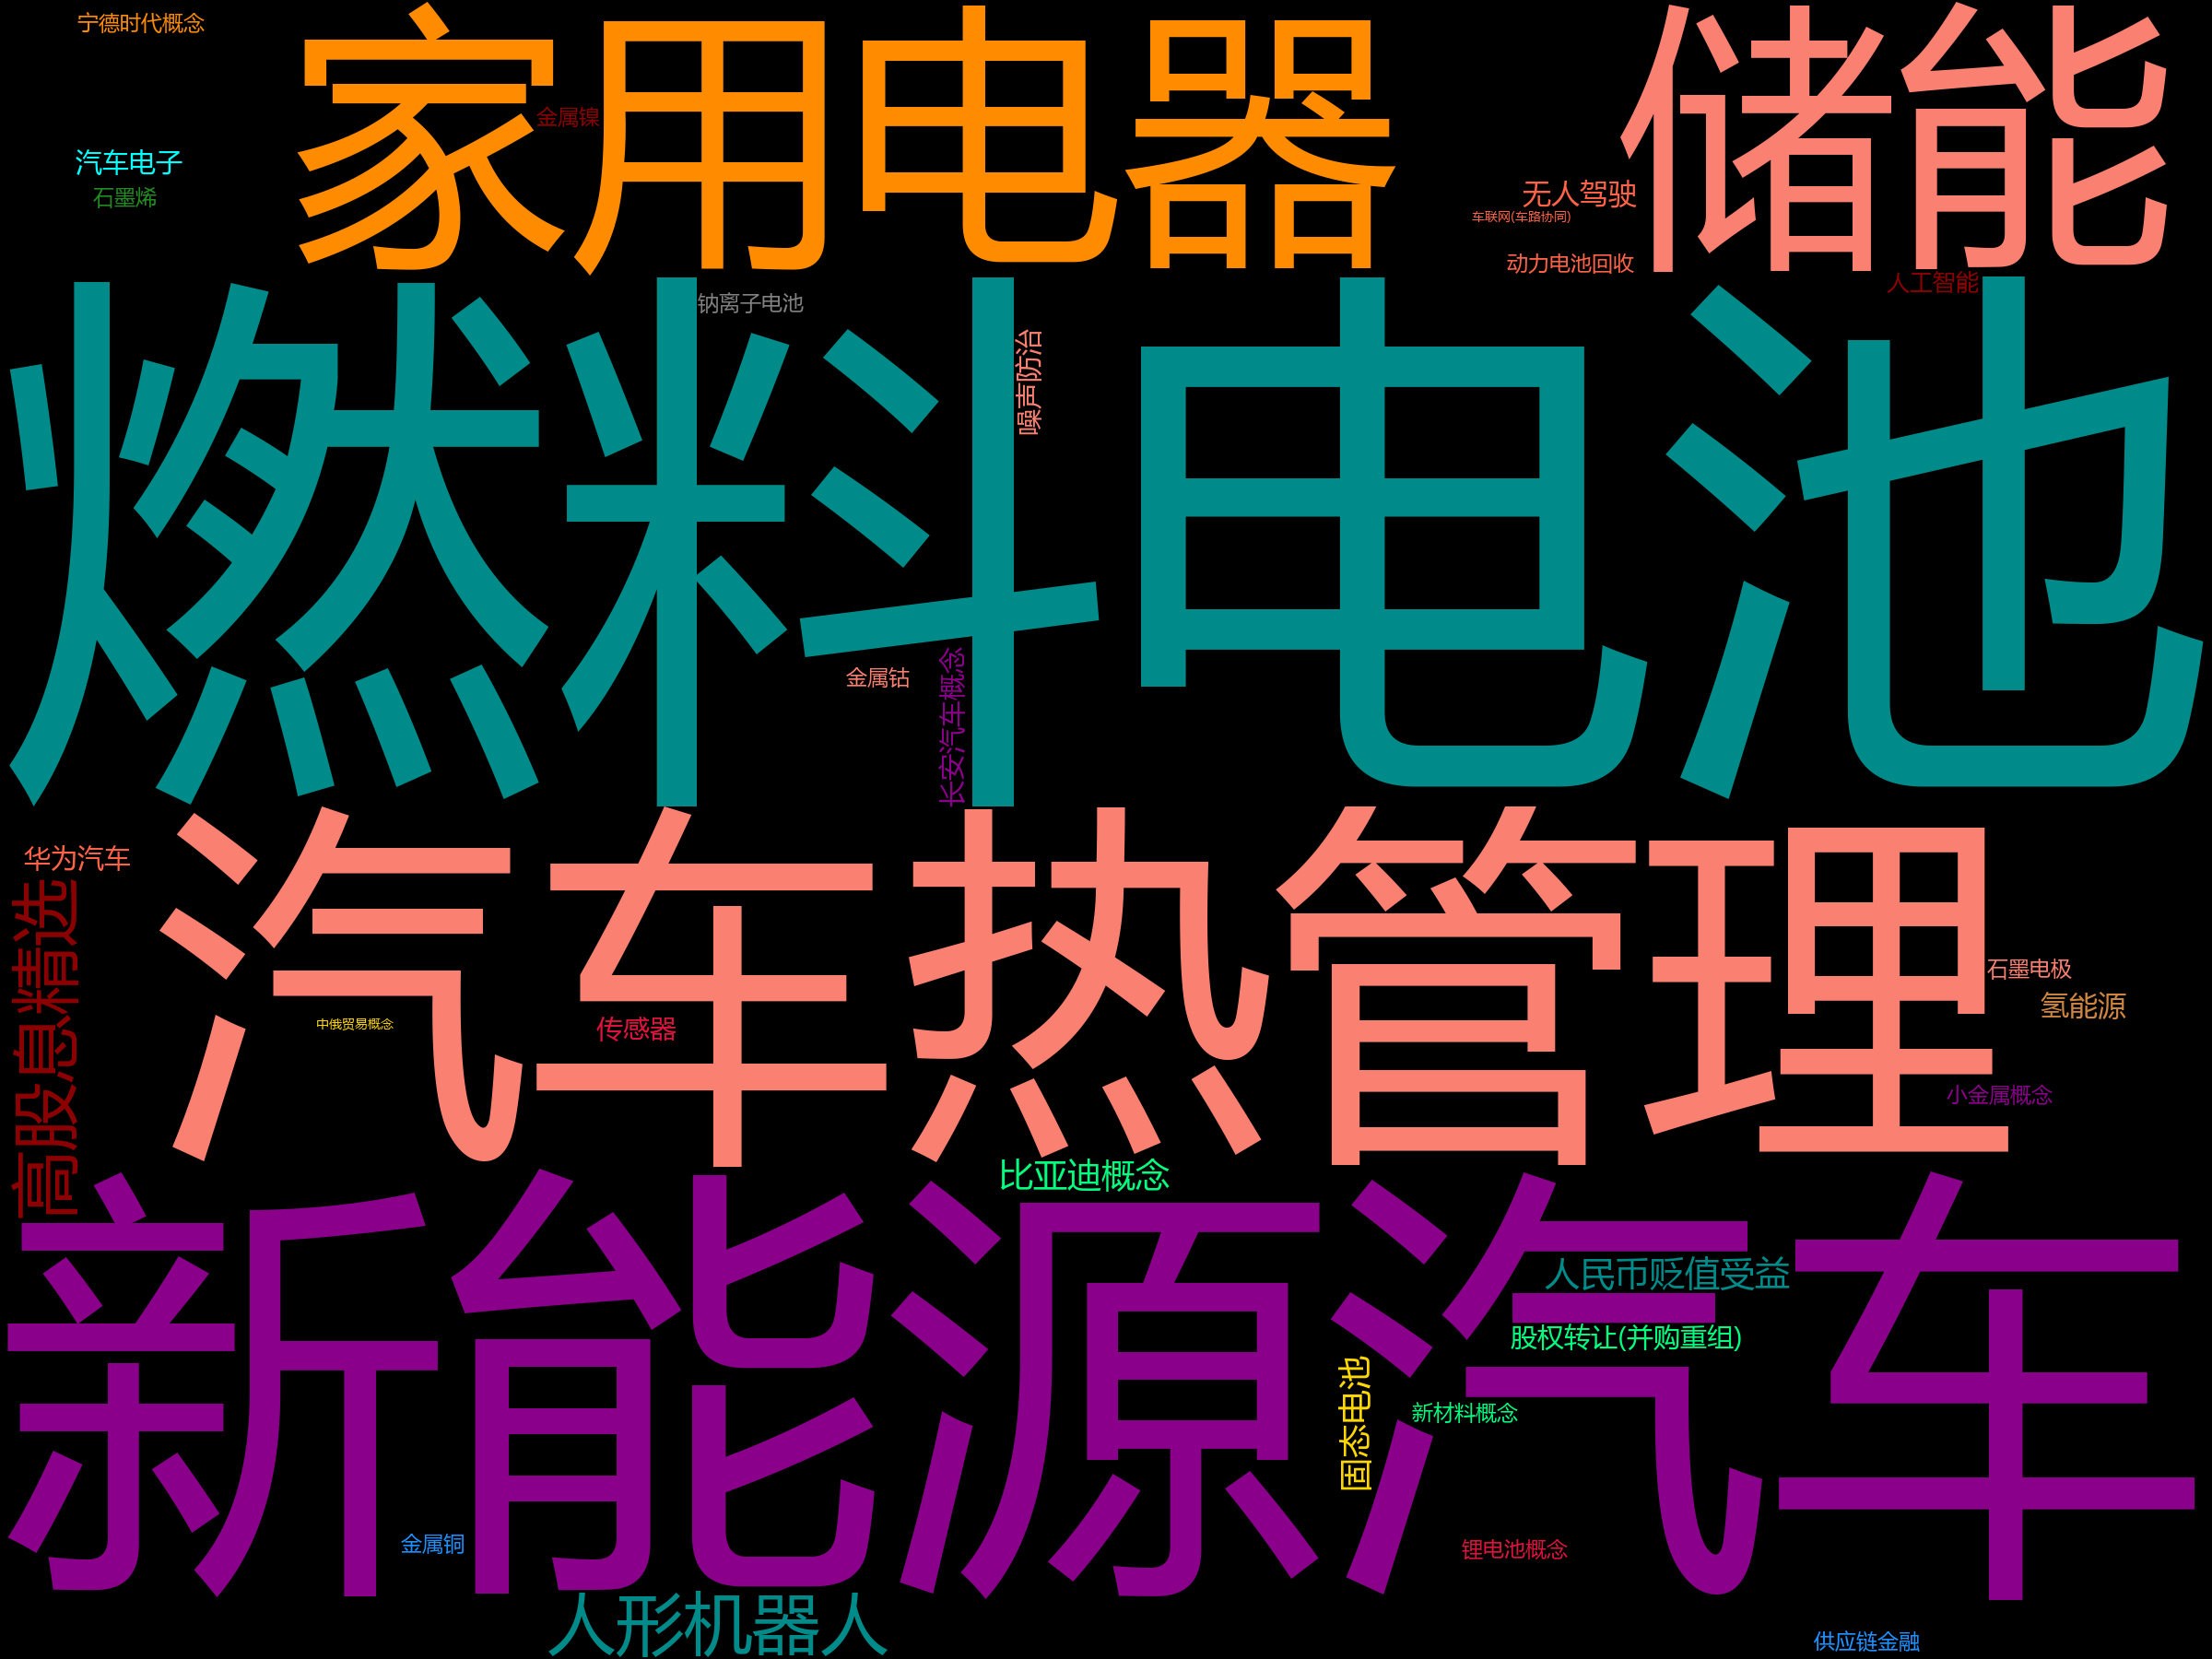 宁德时代概念
家用电器
储能
金属镍
汽车电子
石墨烯
无人驾驶
车联网(车路协同)
动力电池回收
人工智能
钠离子电池
噪声防治
燃料电池
金属钴
长安汽车概念
华为汽车
汽车热管理
高股息精选
石墨电极
氢能源
中俄贸易概念
传感器
小金属概念
比亚迪概念
新能源汽车
人民币贬值受益
股权转让(并购重组)
固态电池
新材料概念
金属铜
锂电池概念
人形机器人
供应链金融